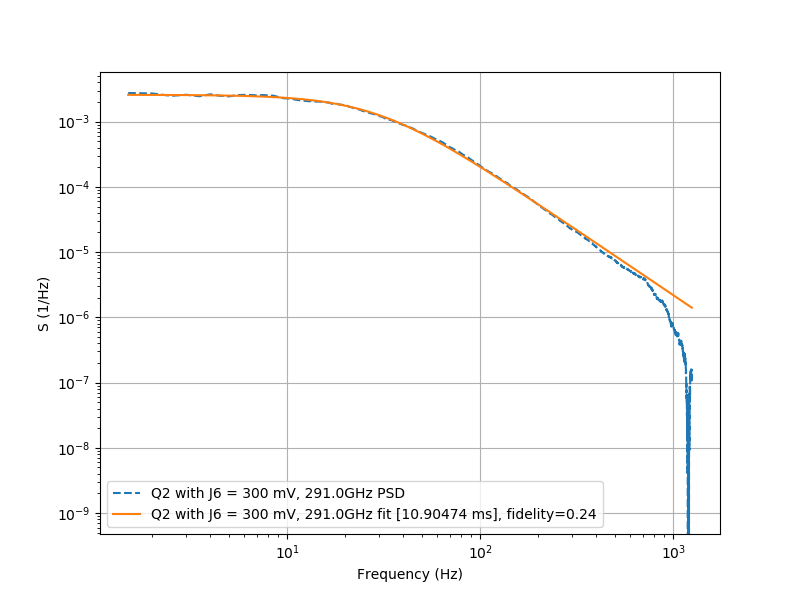 10⁻³
10⁻⁴
10⁻⁵
10⁻⁶
10⁻⁷
10⁻⁸
10⁻⁹
S (1/Hz)
Q2 with J6 = 300 mV, 291.0GHz PSD
Q2 with J6 = 300 mV, 291.0GHz fit [10.90474 ms], fidelity=0.24
10¹ 10² 10³
Frequency (Hz)